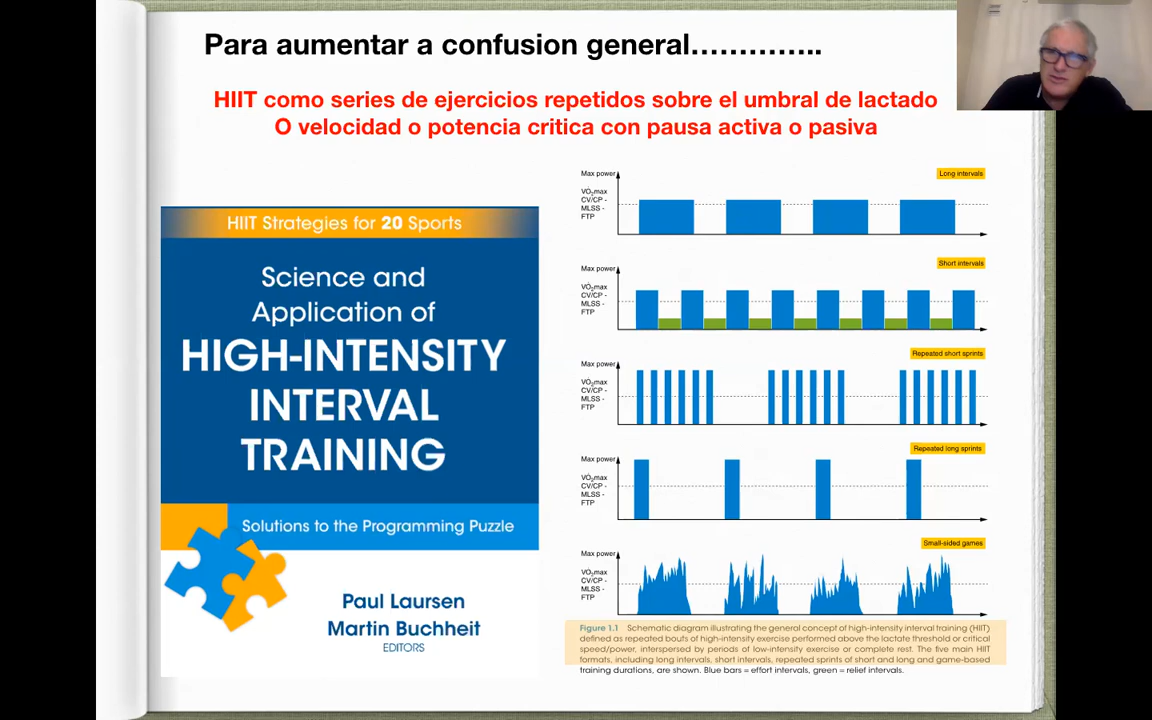 Para aumentar a confusion general…………..
HIIT como series de ejercicios repetidos sobre el umbral de lactado
O velocidad o potencia critica con pausa activa o pasiva
HIIT Strategies for 20 Sports
Science and
Application of
HIGH-INTENSITY
INTERVAL
TRAINING
Solutions to the Programming Puzzle
Paul Laursen
Martin Buchheit
EDITORS
Long intervals
Max power
VO2max
CV/CP -
MLSS -
FTP
Short intervals
Max power
VO2max
CV/CP -
MLSS -
FTP
Repeated short sprints
Max power
VO2max
CV/CP -
MLSS -
FTP
Repeated long sprints
Max power
VO2max
CV/CP -
MLSS -
FTP
Small-sided games
Max power
VO2max
CV/CP -
MLSS -
FTP
Figure 1.1 Schematic diagram illustrating the general concept of high-intensity interval training (HIIT)
defined as repeated bouts of high-intensity exercise performed above the lactate threshold or critical
speed/power, interspersed by periods of low-intensity exercise or complete rest. The five main HIIT
formats, including long intervals, short intervals, repeated sprints of short and long and game-based
training durations, are shown. Blue bars = effort intervals, green = relief intervals.